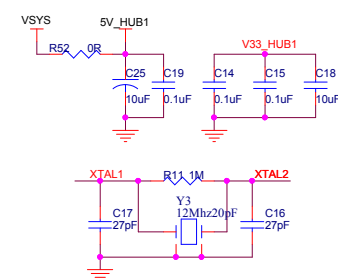 VSYS 5V_HUB1
R52 0R V33_HUB1
C25 C19 C14 C15 C18
10uF 0.1uF 0.1uF 0.1uF 10uF
XTAL1 R11 1M XTAL2
Y3
C17 12Mhz20pF C16
27pF 27pF